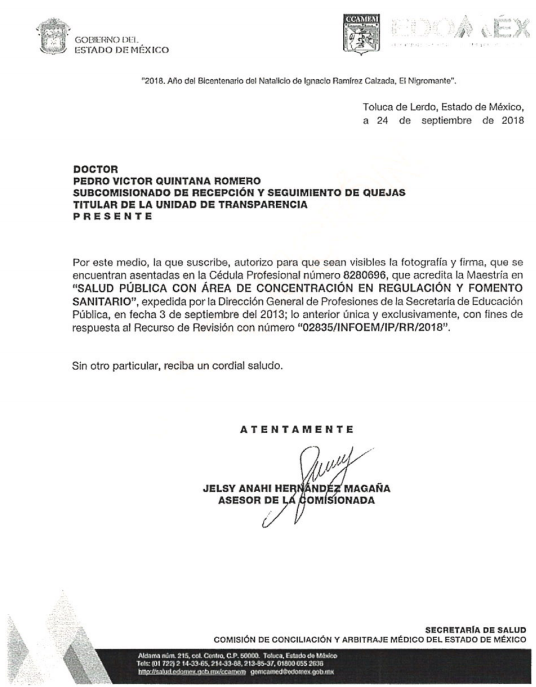 GOBIERNO DEL
ESTADO DE MÉXICO
CCAMEM
EDOMÉX
"2018. Año del Bicentenario del Natalicio de Ignacio Ramírez Calzada, El Nigromante".
Toluca de Lerdo, Estado de México,
a 24 de septiembre de 2018
DOCTOR
PEDRO VICTOR QUINTANA ROMERO
SUBCOMISIONADO DE RECEPCIÓN Y SEGUIMIENTO DE QUEJAS
TITULAR DE LA UNIDAD DE TRANSPARENCIA
P R E S E N T E
Por este medio, la que suscribe, autorizo para que sean visibles la fotografía y firma, que se
encuentran asentadas en la Cédula Profesional número 8280696, que acredita la Maestría en
"SALUD PÚBLICA CON ÁREA DE CONCENTRACIÓN EN REGULACIÓN Y FOMENTO
SANITARIO", expedida por la Dirección General de Profesiones de la Secretaría de Educación
Pública, en fecha 3 de septiembre del 2013; lo anterior única y exclusivamente, con fines de
respuesta al Recurso de Revisión con número "02835/INFOEM/IP/RR/2018".
Sin otro particular, reciba un cordial saludo.
A T E N T A M E N T E
JELSY ANAHI HERNÁNDEZ MAGAÑA
ASESOR DE LA COMISIONADA
SECRETARÍA DE SALUD
COMISIÓN DE CONCILIACIÓN Y ARBITRAJE MÉDICO DEL ESTADO DE MÉXICO
Aldama núm. 215, col. Centro, C.P. 50000. Toluca, Estado de México
Tels: (01 722) 2 14-33-65, 214-33-88, 213-85-37, 01800 055 2638
http://salud.edomex.gob.mx/ccamem gemcamed@edomex.gob.mx